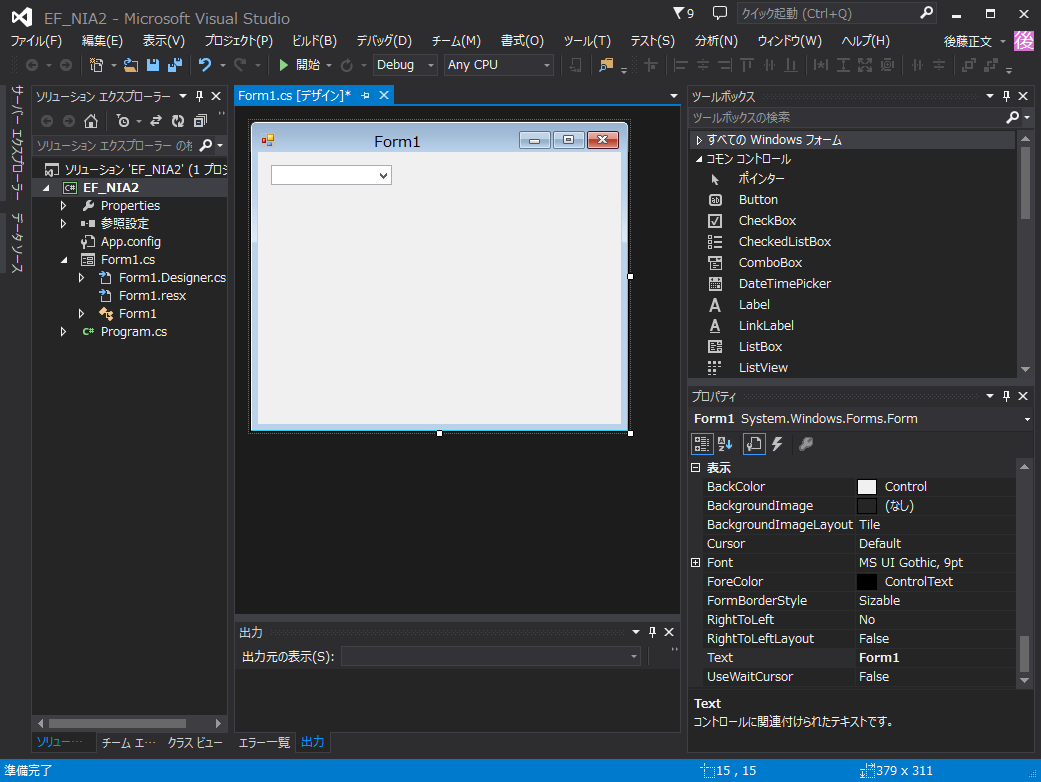 EF_NIA2 - Microsoft Visual Studio
9
クイック起動 (Ctrl+Q)
ファイル(F) 編集(E) 表示(V) プロジェクト(P) ビルド(B) デバッグ(D) チーム(M) 書式(O) ツール(T) テスト(S) 分析(N) ウィンドウ(W) ヘルプ(H) 後藤正文 後
開始 Debug Any CPU
サーバー エクスプローラー
データ ソース
ソリューション エクスプローラー
ソリューション エクスプローラー の検
ソリューション 'EF_NIA2' (1 プロジ
C# EF_NIA2
Properties
参照設定
App.config
Form1.cs
Form1.Designer.cs
Form1.resx
Form1
C# Program.cs
ソリュー… チーム エ… クラス ビュー
Form1.cs [デザイン]*
Form1
出力
出力元の表示(S):
エラー一覧 出力
ツールボックス
ツールボックスの検索
すべての Windows フォーム
コモン コントロール
ポインター
Button
CheckBox
CheckedListBox
ComboBox
DateTimePicker
Label
LinkLabel
ListBox
ListView
プロパティ
Form1 System.Windows.Forms.Form
表示
BackColor Control
BackgroundImage (なし)
BackgroundImageLayout Tile
Cursor Default
Font MS UI Gothic, 9pt
ForeColor ControlText
FormBorderStyle Sizable
RightToLeft No
RightToLeftLayout False
Text Form1
UseWaitCursor False
Text
コントロールに関連付けられたテキストです。
準備完了 15 , 15 379 x 311